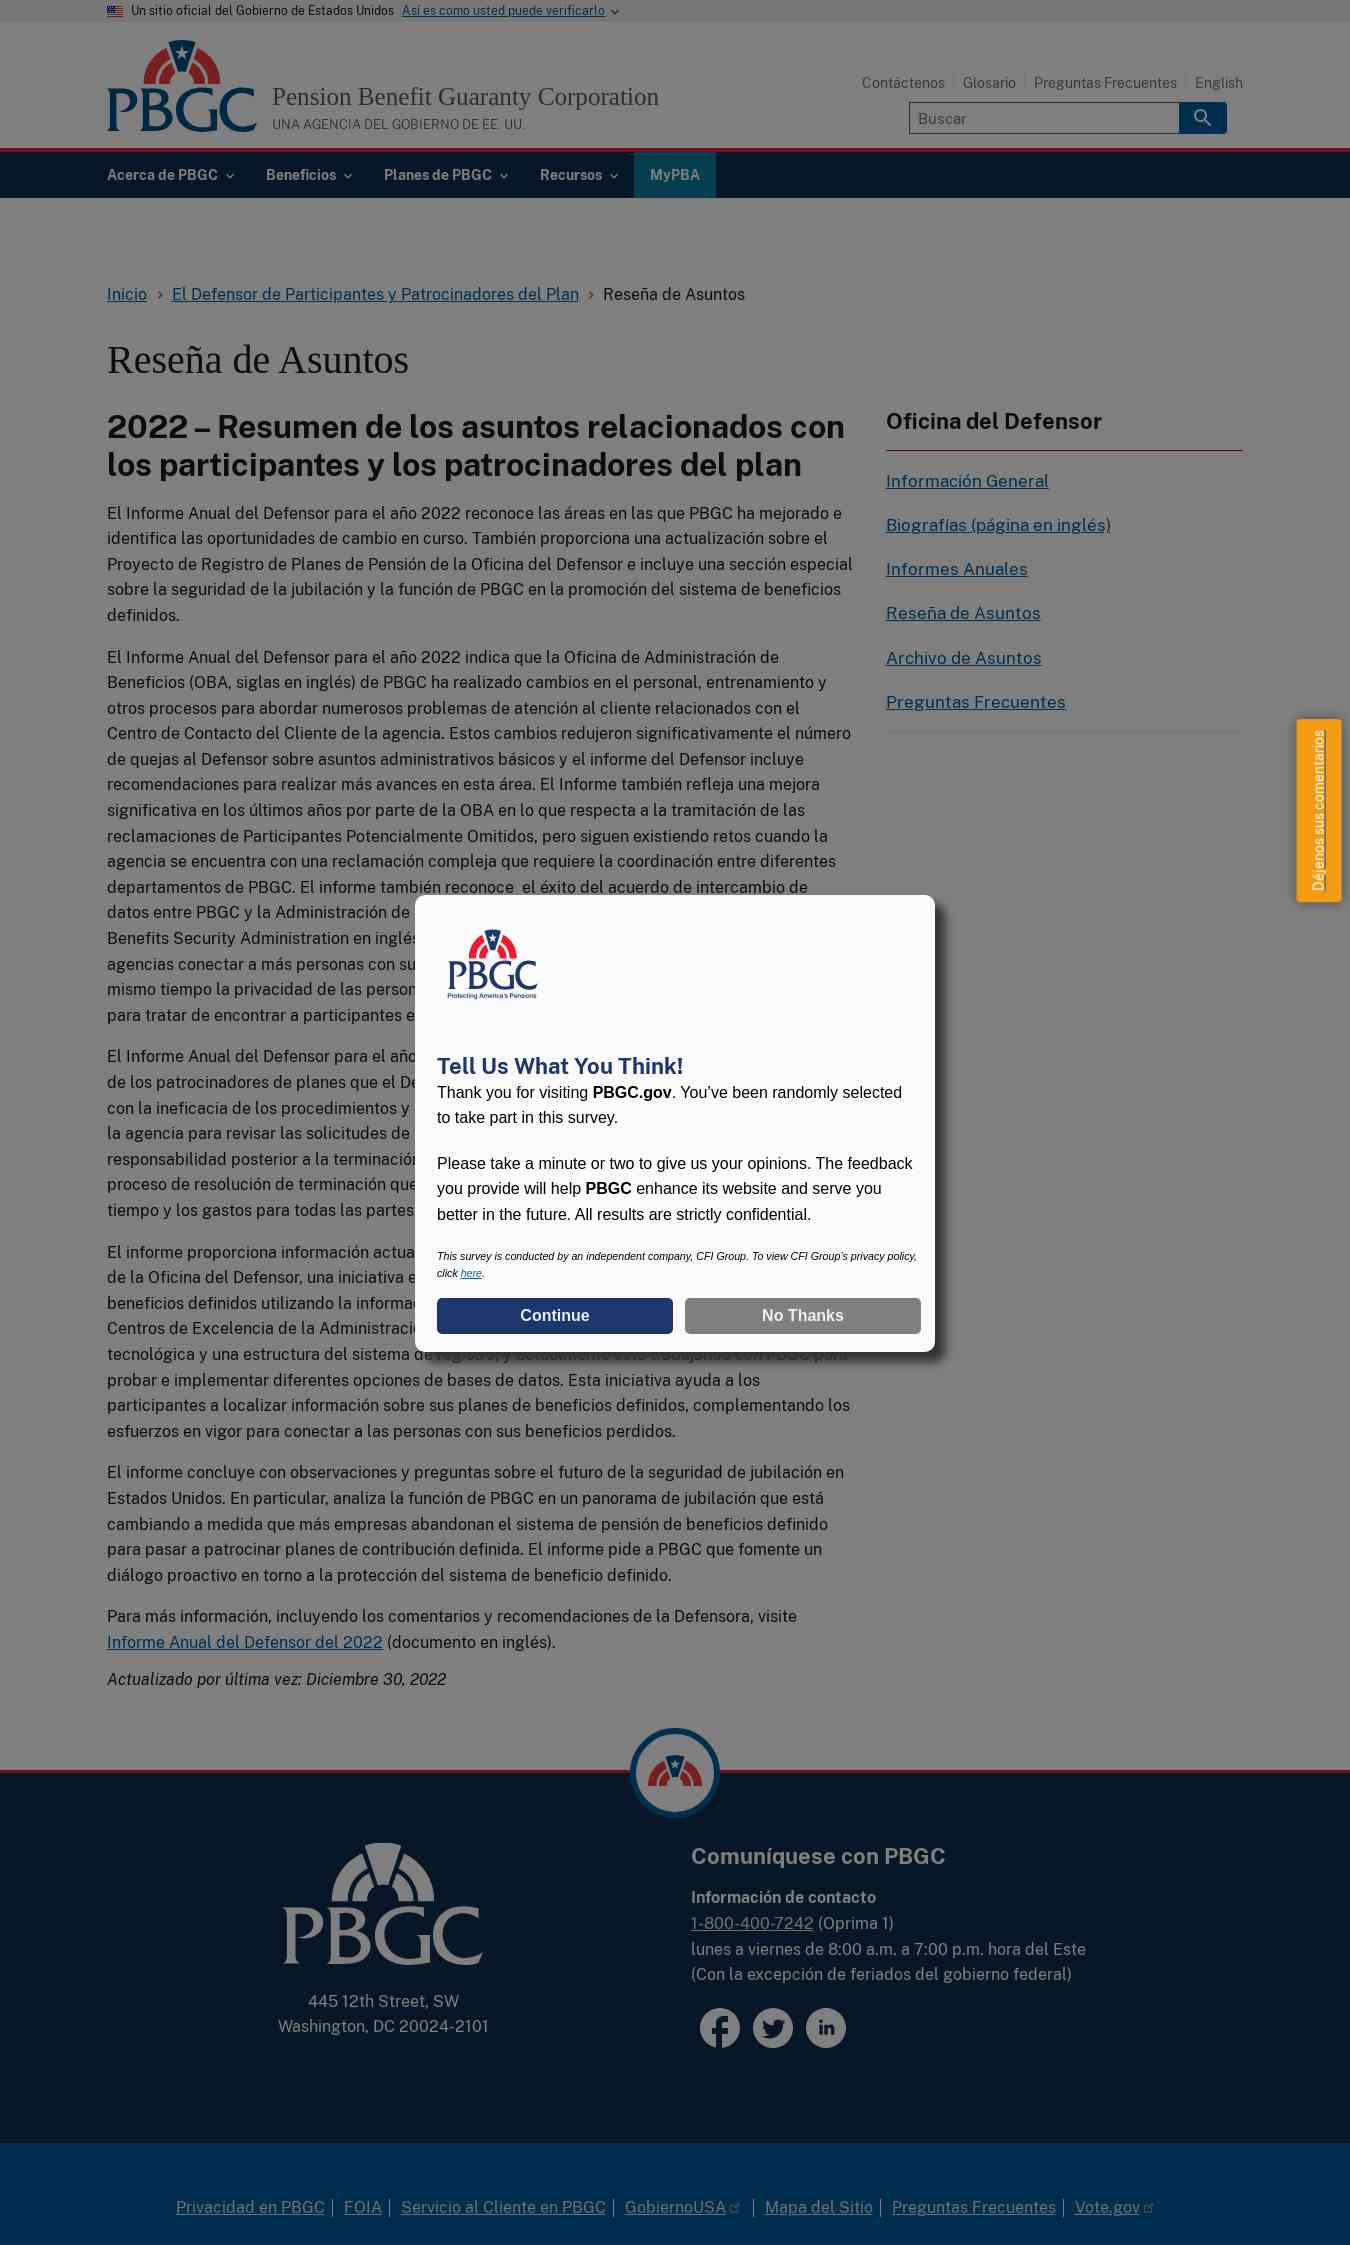 Un sitio oficial del Gobierno de Estados Unidos Así es como usted puede verificarlo
PBGC
Pension Benefit Guaranty Corporation
UNA AGENCIA DEL GOBIERNO DE EE. UU.
Contáctenos Glosario Preguntas Frecuentes English
Buscar
Acerca de PBGC Beneficios Planes de PBGC Recursos MyPBA
Inicio El Defensor de Participantes y Patrocinadores del Plan Reseña de Asuntos
Reseña de Asuntos
2022 – Resumen de los asuntos relacionados con
los participantes y los patrocinadores del plan
El Informe Anual del Defensor para el año 2022 reconoce las áreas en las que PBGC ha mejorado e
identifica las oportunidades de cambio en curso. También proporciona una actualización sobre el
Proyecto de Registro de Planes de Pensión de la Oficina del Defensor e incluye una sección especial
sobre la seguridad de la jubilación y la función de PBGC en la promoción del sistema de beneficios
definidos.
El Informe Anual del Defensor para el año 2022 indica que la Oficina de Administración de
Beneficios (OBA, siglas en inglés) de PBGC ha realizado cambios en el personal, entrenamiento y
otros procesos para abordar numerosos problemas de atención al cliente relacionados con el
Centro de Contacto del Cliente de la agencia. Estos cambios redujeron significativamente el número
de quejas al Defensor sobre asuntos administrativos básicos y el informe del Defensor incluye
recomendaciones para realizar más avances en esta área. El Informe también refleja una mejora
significativa en los últimos años por parte de la OBA en lo que respecta a la tramitación de las
reclamaciones de Participantes Potencialmente Omitidos, pero siguen existiendo retos cuando la
agencia se encuentra con una reclamación compleja que requiere la coordinación entre diferentes
departamentos de PBGC. El informe también reconoce el éxito del acuerdo de intercambio de
datos entre PBGC y la Administración de
Benefits Security Administration en inglés
agencias conectar a más personas con su
mismo tiempo la privacidad de las person
para tratar de encontrar a participantes e
El Informe Anual del Defensor para el año
de los patrocinadores de planes que el De
con la ineficacia de los procedimientos y
la agencia para revisar las solicitudes de
responsabilidad posterior a la terminación
proceso de resolución de terminación que
tiempo y los gastos para todas las partes
El informe proporciona información actua
de la Oficina del Defensor, una iniciativa e
beneficios definidos utilizando la informac
Centros de Excelencia de la Administració
tecnológica y una estructura del sistema de registro, y actualmente está trabajando con PBGC para
probar e implementar diferentes opciones de bases de datos. Esta iniciativa ayuda a los
participantes a localizar información sobre sus planes de beneficios definidos, complementando los
esfuerzos en vigor para conectar a las personas con sus beneficios perdidos.
El informe concluye con observaciones y preguntas sobre el futuro de la seguridad de jubilación en
Estados Unidos. En particular, analiza la función de PBGC en un panorama de jubilación que está
cambiando a medida que más empresas abandonan el sistema de pensión de beneficios definido
para pasar a patrocinar planes de contribución definida. El informe pide a PBGC que fomente un
diálogo proactivo en torno a la protección del sistema de beneficio definido.
Para más información, incluyendo los comentarios y recomendaciones de la Defensora, visite
Informe Anual del Defensor del 2022 (documento en inglés).
Actualizado por última vez: Diciembre 30, 2022
Oficina del Defensor
Información General
Biografías (página en inglés)
Informes Anuales
Reseña de Asuntos
Archivo de Asuntos
Preguntas Frecuentes
Déjenos sus comentarios
PBGC
Protecting America's Pensions
Tell Us What You Think!
Thank you for visiting PBGC.gov. You've been randomly selected
to take part in this survey.
Please take a minute or two to give us your opinions. The feedback
you provide will help PBGC enhance its website and serve you
better in the future. All results are strictly confidential.
This survey is conducted by an independent company, CFI Group. To view CFI Group's privacy policy,
click here.
Continue No Thanks
PBGC
445 12th Street, SW
Washington, DC 20024-2101
Comuníquese con PBGC
Información de contacto
1-800-400-7242 (Oprima 1)
lunes a viernes de 8:00 a.m. a 7:00 p.m. hora del Este
(Con la excepción de feriados del gobierno federal)
in
Privacidad en PBGC FOIA Servicio al Cliente en PBGC GobiernoUSA Mapa del Sitio Preguntas Frecuentes Vote.gov